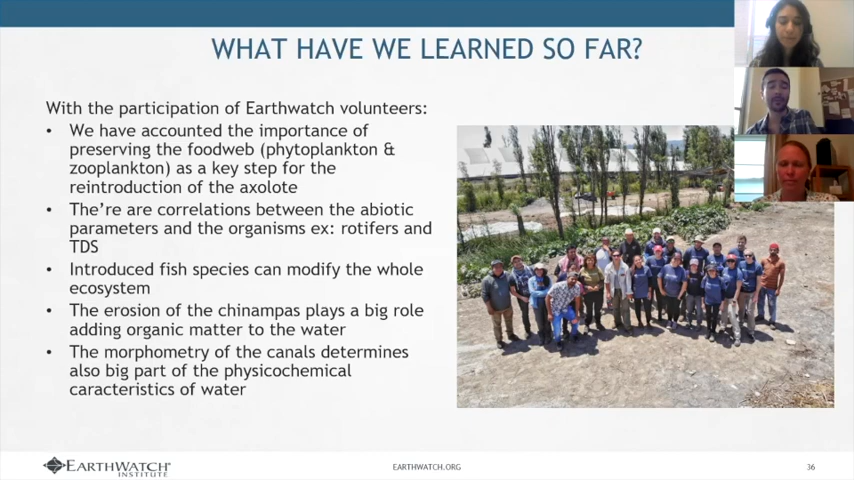 WHAT HAVE WE LEARNED SO FAR?
With the participation of Earthwatch volunteers:
• We have accounted the importance of
preserving the foodweb (phytoplankton &
zooplankton) as a key step for the
reintroduction of the axolote
• The're are correlations between the abiotic
parameters and the organisms ex: rotifers and
TDS
• Introduced fish species can modify the whole
ecosystem
• The erosion of the chinampas plays a big role
adding organic matter to the water
• The morphometry of the canals determines
also big part of the physicochemical
caracteristics of water
EARTHWATCH®
INSTITUTE
EARTHWATCH.ORG
36